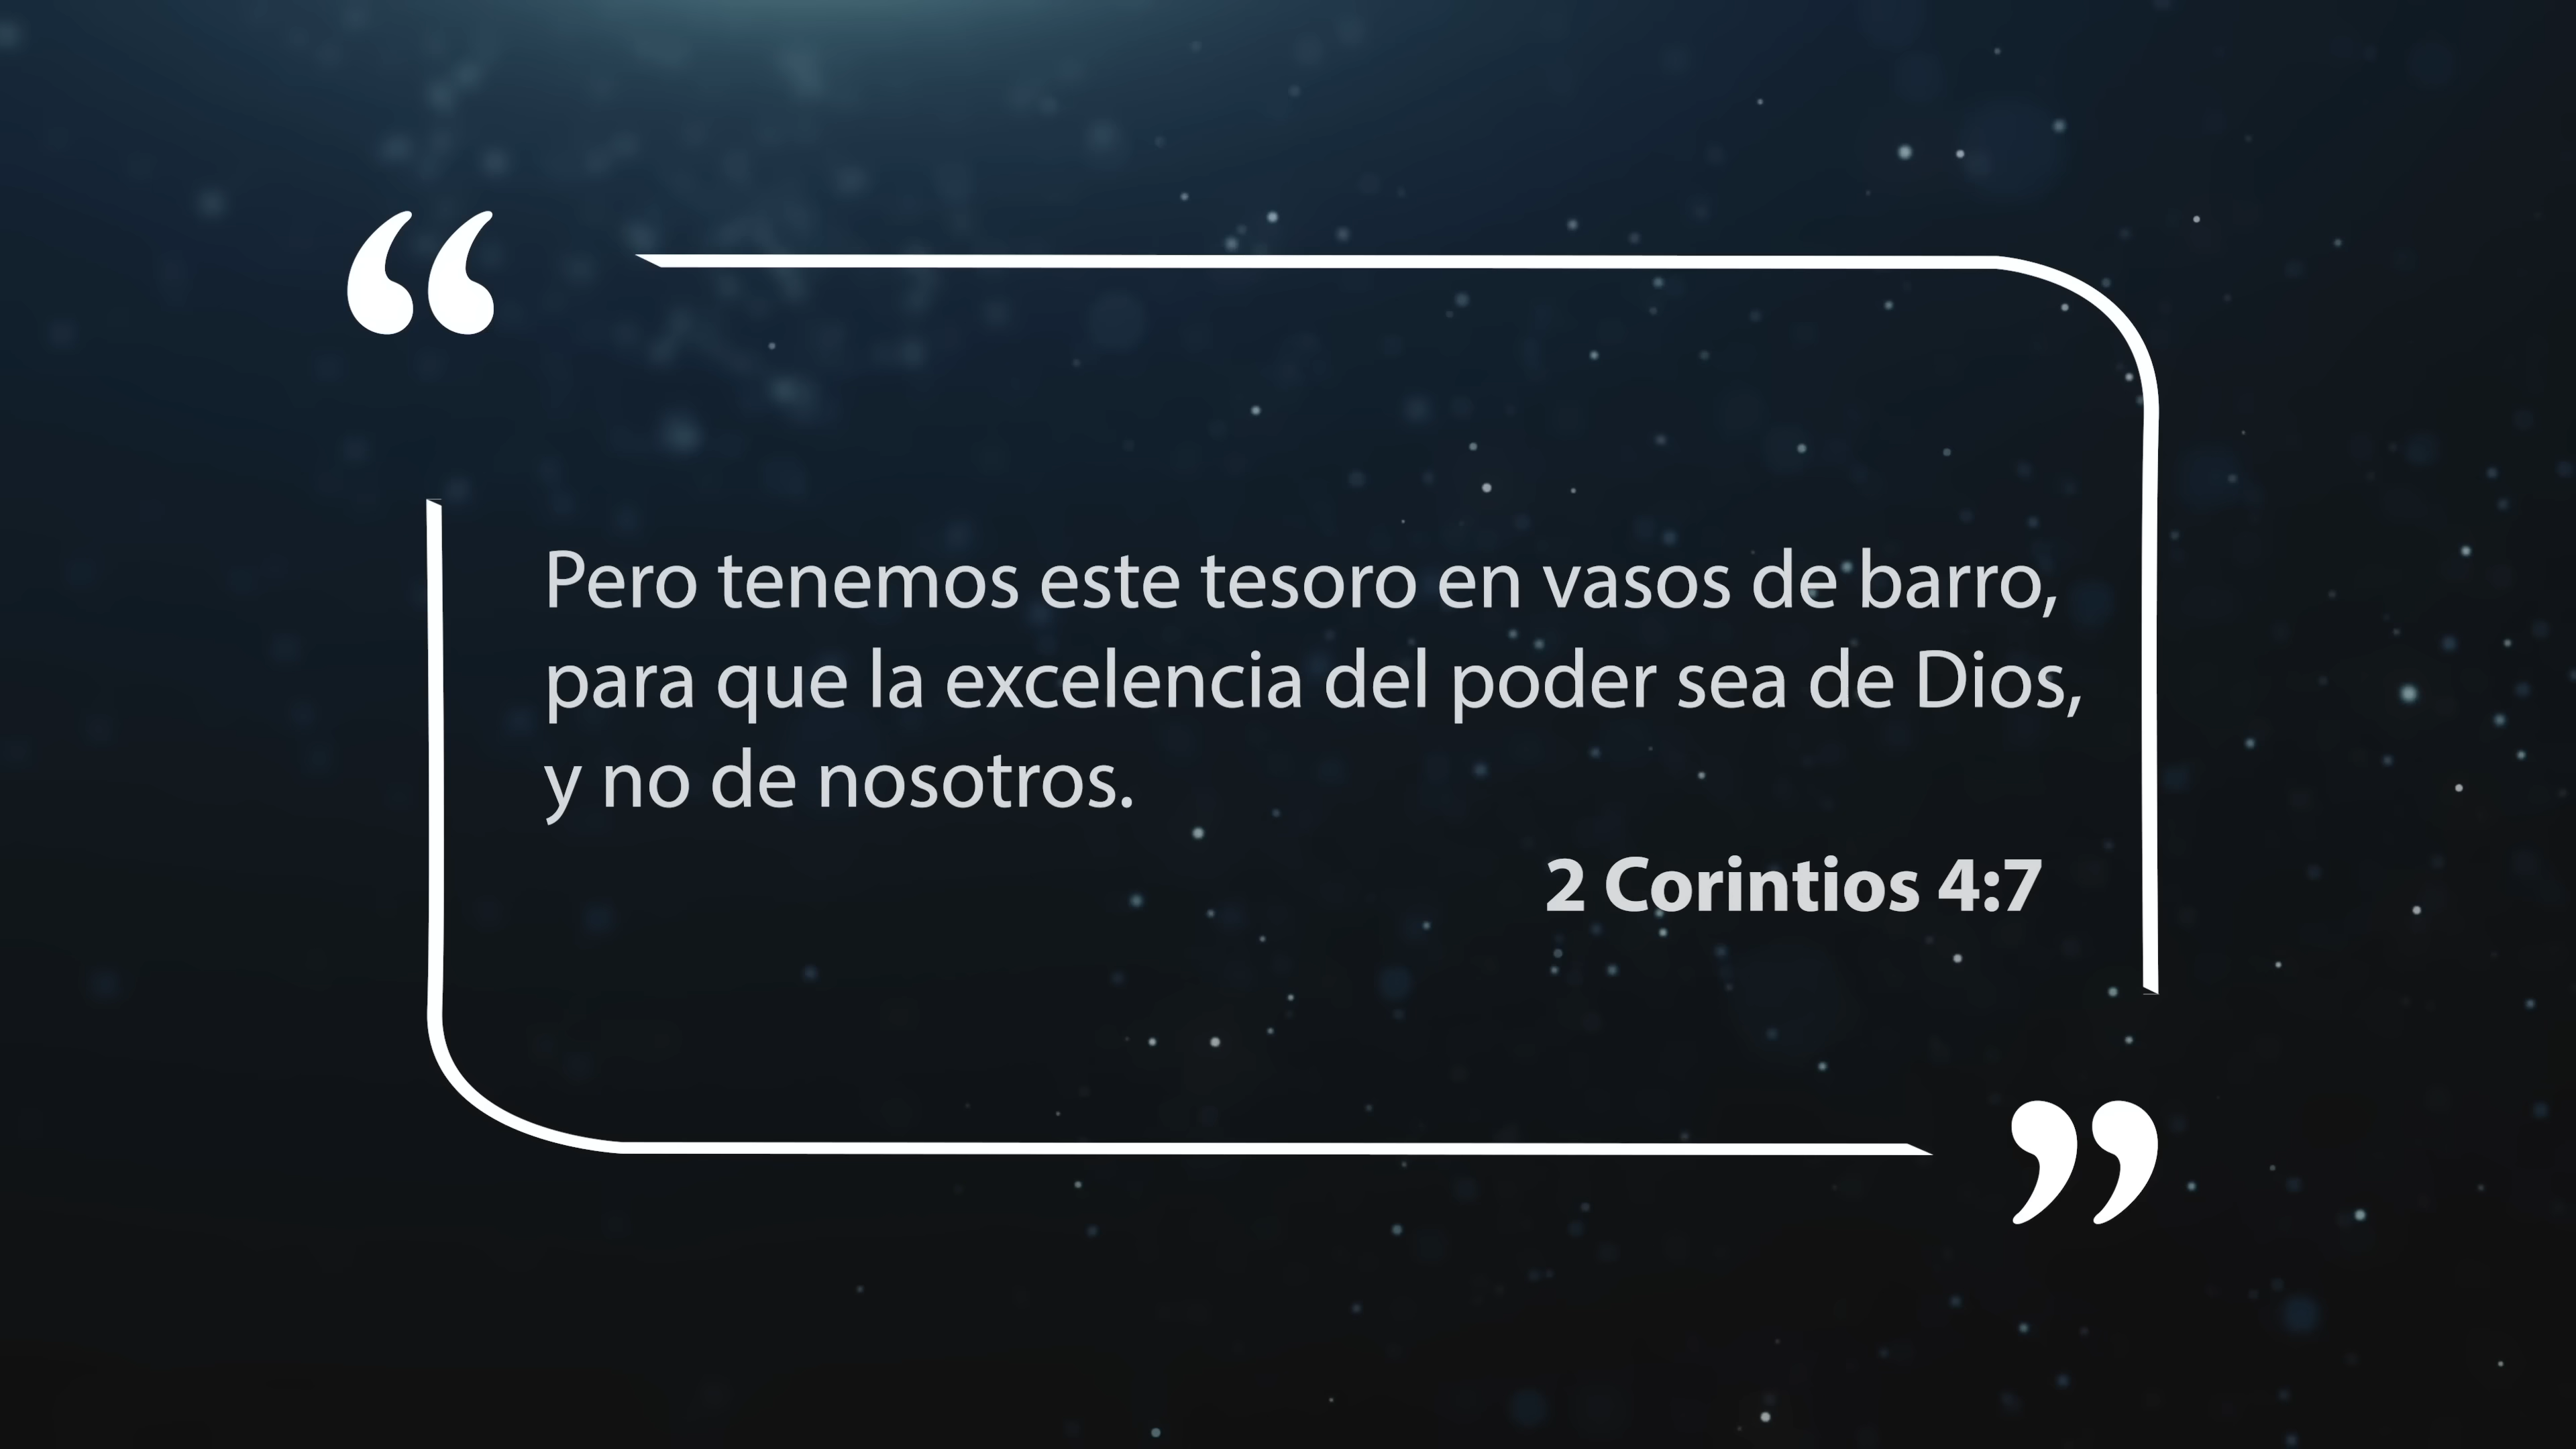 “
Pero tenemos este tesoro en vasos de barro,
para que la excelencia del poder sea de Dios,
y no de nosotros.
2 Corintios 4:7
”